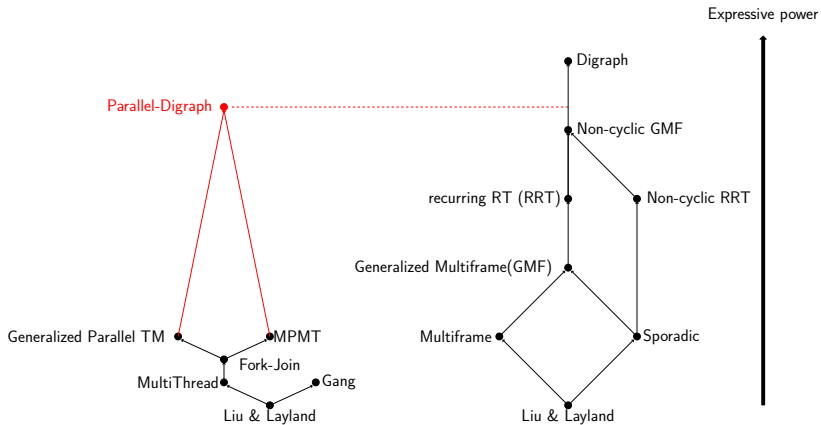 Expressive power
Digraph
Parallel-Digraph
Non-cyclic GMF
recurring RT (RRT)
Non-cyclic RRT
Generalized Multiframe(GMF)
Generalized Parallel TM
MPMT
Multiframe
Sporadic
Fork-Join
MultiThread
Gang
Liu & Layland
Liu & Layland